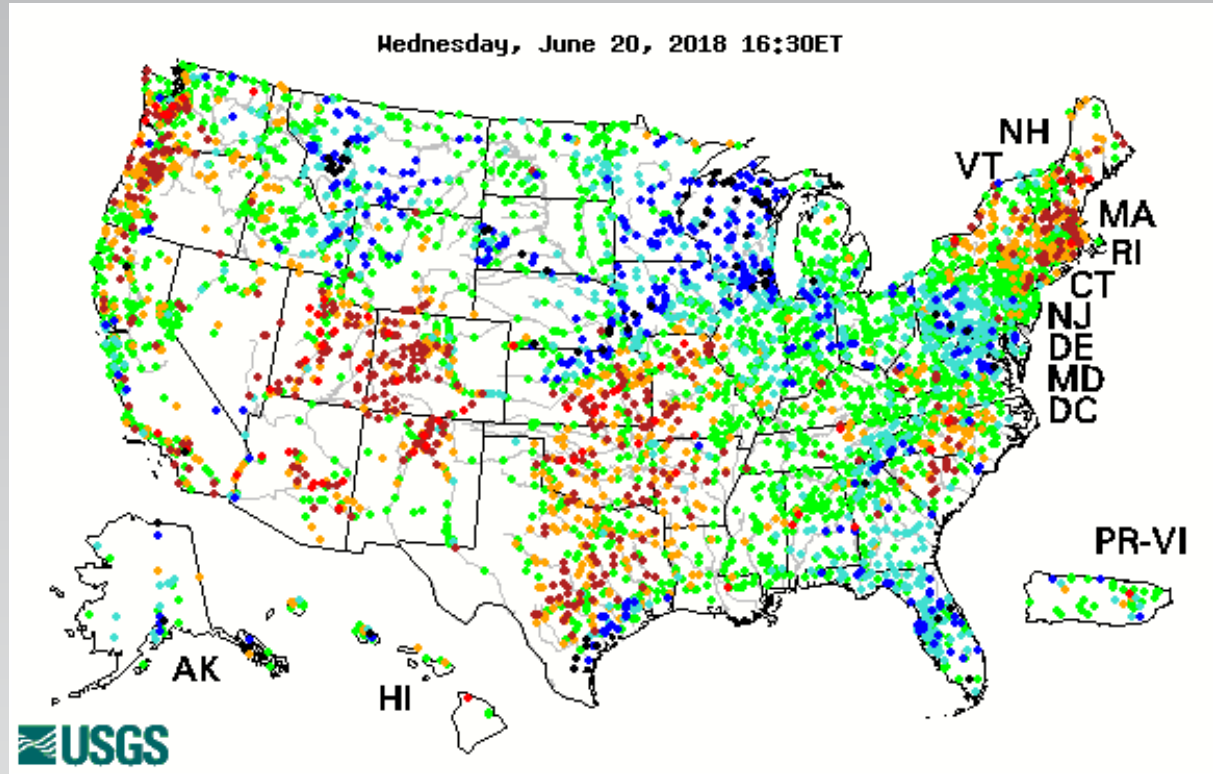 Wednesday, June 20, 2018 16:30ET
NH
VT
MA
RI
CT
NJ
DE
MD
DC
PR-VI
AK
HI
USGS